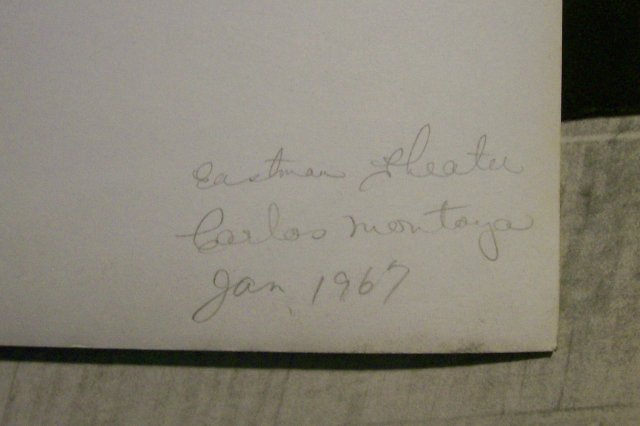 Eastman Theater
Carlos Montoya
Jan 1967